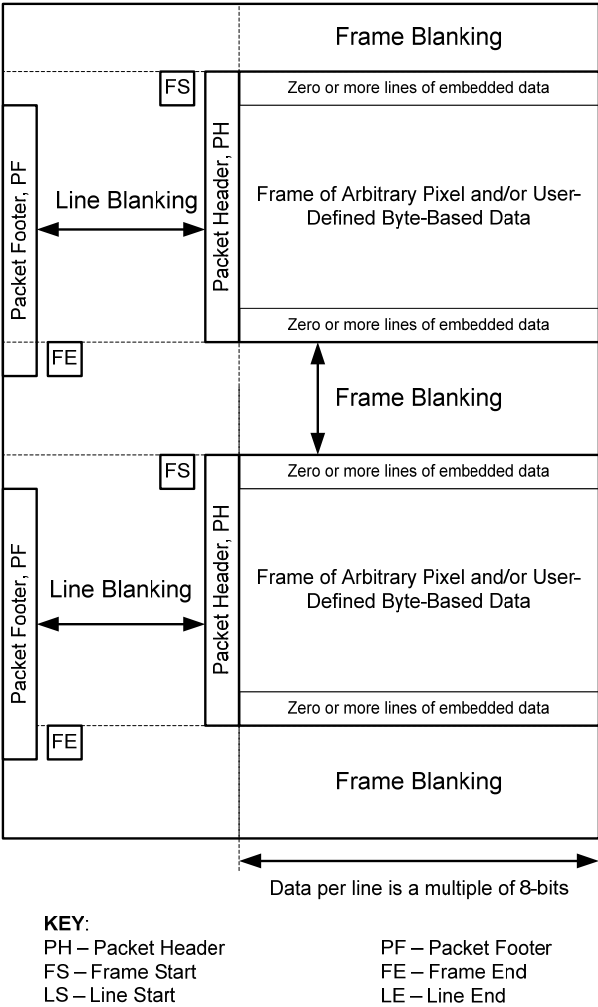 Frame Blanking
FS
Zero or more lines of embedded data
Packet Footer, PF
Line Blanking
Packet Header, PH
Frame of Arbitrary Pixel and/or User-
Defined Byte-Based Data
Zero or more lines of embedded data
FE
Frame Blanking
FS
Zero or more lines of embedded data
Packet Footer, PF
Line Blanking
Packet Header, PH
Frame of Arbitrary Pixel and/or User-
Defined Byte-Based Data
Zero or more lines of embedded data
FE
Frame Blanking
Data per line is a multiple of 8-bits
KEY:
PH – Packet Header
PF – Packet Footer
FS – Frame Start
FE – Frame End
LS – Line Start
LE – Line End